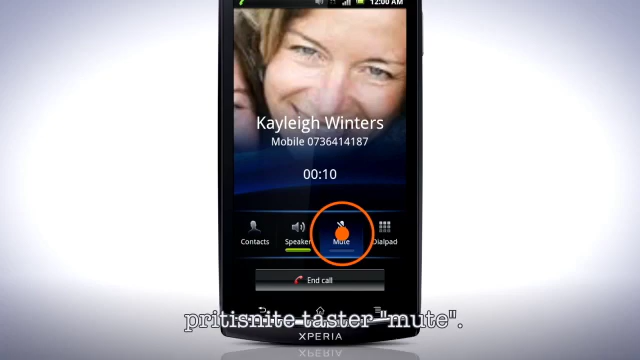 12:00 AM
Kayleigh Winters
Mobile 0736414187
00:10
Contacts Speaker Mute Dialpad
End call
pritisnite taster "mute".
XPERIA